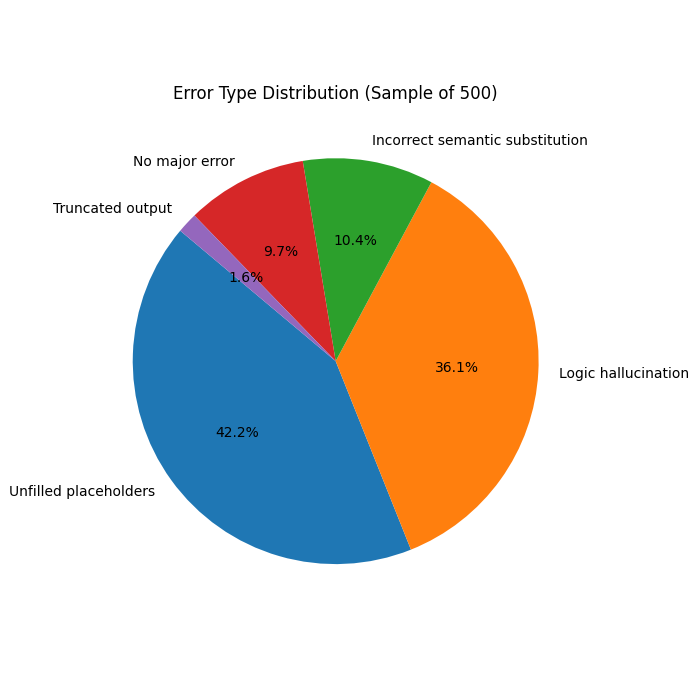 Error Type Distribution (Sample of 500)
Incorrect semantic substitution
No major error
Truncated output
10.4%
9.7%
1.6%
36.1%
Logic hallucination
42.2%
Unfilled placeholders